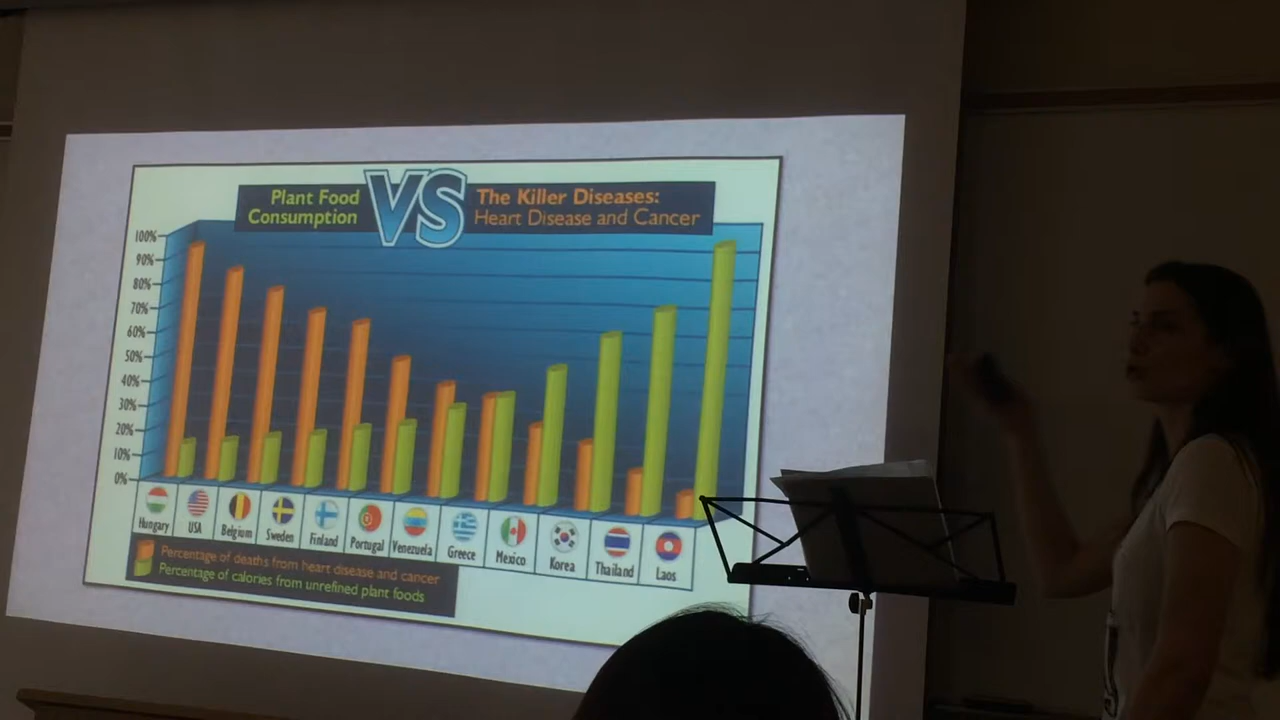 Plant Food
Consumption
VS
The Killer Diseases:
Heart Disease and Cancer
100%
90%
80%
70%
60%
50%
40%
30%
20%
10%
0%
Hungary
USA
Belgium
Sweden
Finland
Portugal
Venezuela
Greece
Mexico
Korea
Thailand
Laos
Percentage of deaths from heart disease and cancer
Percentage of calories from unrefined plant foods